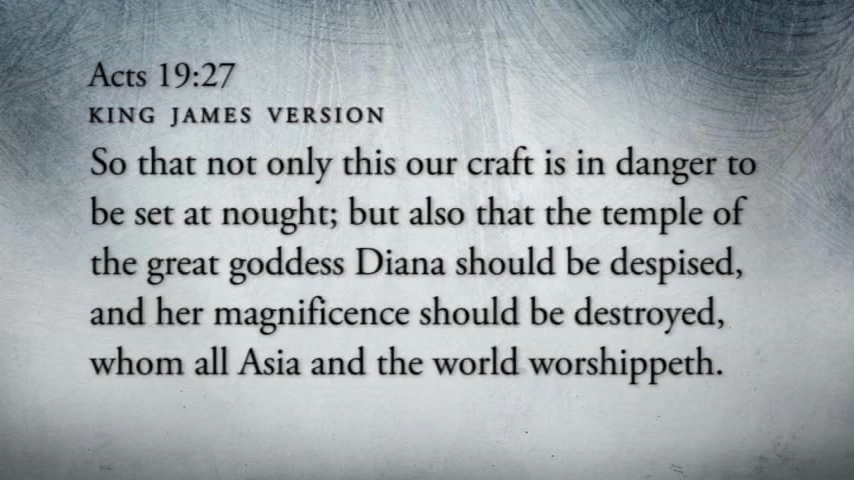 Acts 19:27
KING JAMES VERSION
So that not only this our craft is in danger to
be set at nought; but also that the temple of
the great goddess Diana should be despised,
and her magnificence should be destroyed,
whom all Asia and the world worshippeth.